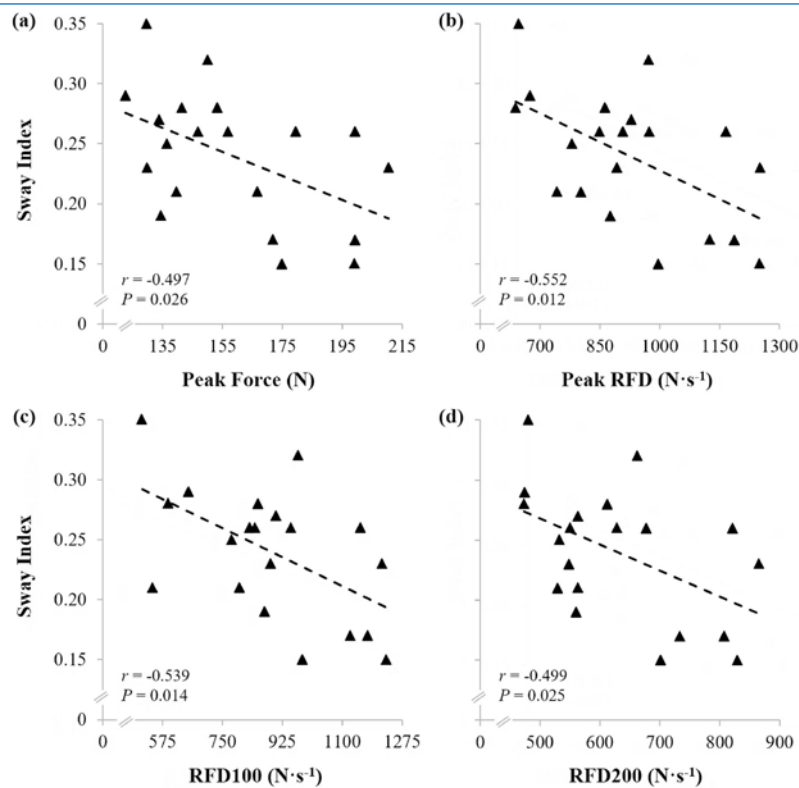 (a)
0.35
0.30
0.25
0.20
0.15
0
Sway Index
r = -0.497
P = 0.026
0 135 155 175 195 215
Peak Force (N)
(b)
r = -0.552
P = 0.012
0 700 850 1000 1150 1300
Peak RFD (N·s-1)
(c)
0.35
0.30
0.25
0.20
0.15
0
Sway Index
r = -0.539
P = 0.014
0 575 750 925 1100 1275
RFD100 (N·s-1)
(d)
r = -0.499
P = 0.025
0 500 600 700 800 900
RFD200 (N·s-1)